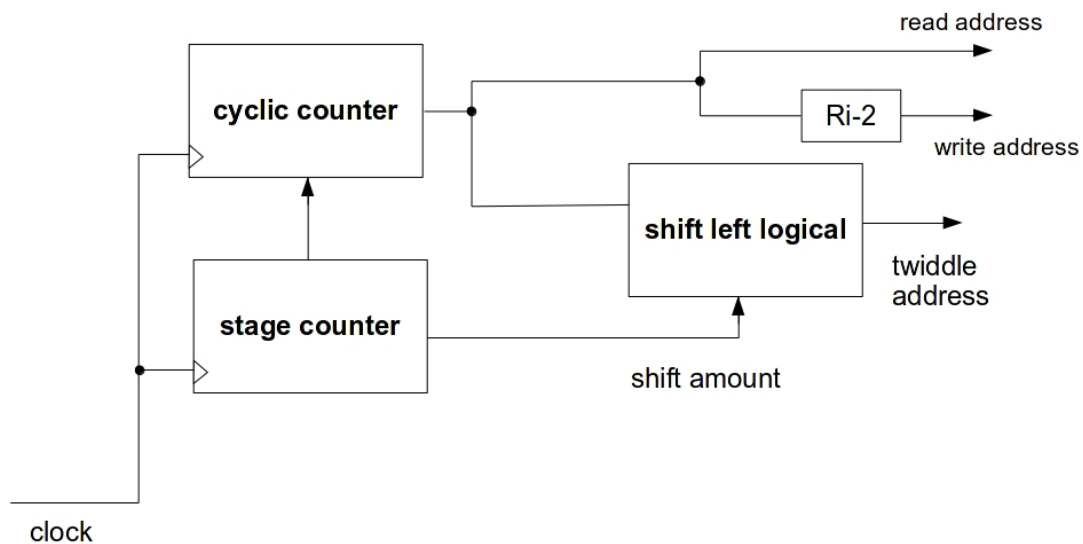 read address
cyclic counter
Ri-2
write address
shift left logical
twiddle
address
stage counter
shift amount
clock